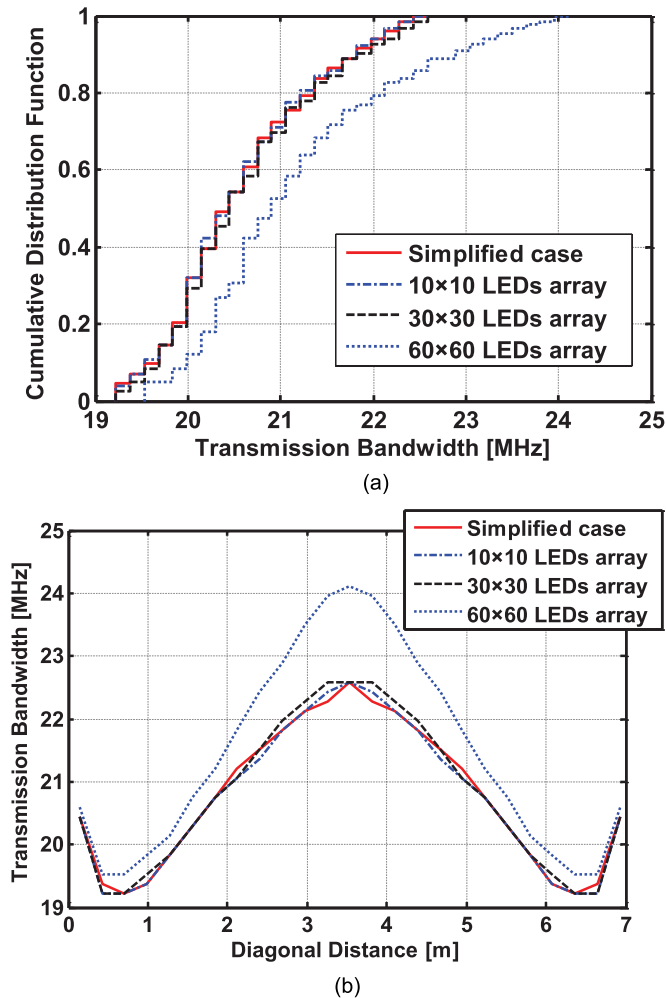 1
0.8
0.6
0.4
0.2
0
Cumulative Distribution Function
Simplified case
10×10 LEDs array
30×30 LEDs array
60×60 LEDs array
19 20 21 22 23 24 25
Transmission Bandwidth [MHz]
(a)
25
24
23
22
21
20
19
Transmission Bandwidth [MHz]
Simplified case
10×10 LEDs array
30×30 LEDs array
60×60 LEDs array
0 1 2 3 4 5 6 7
Diagonal Distance [m]
(b)